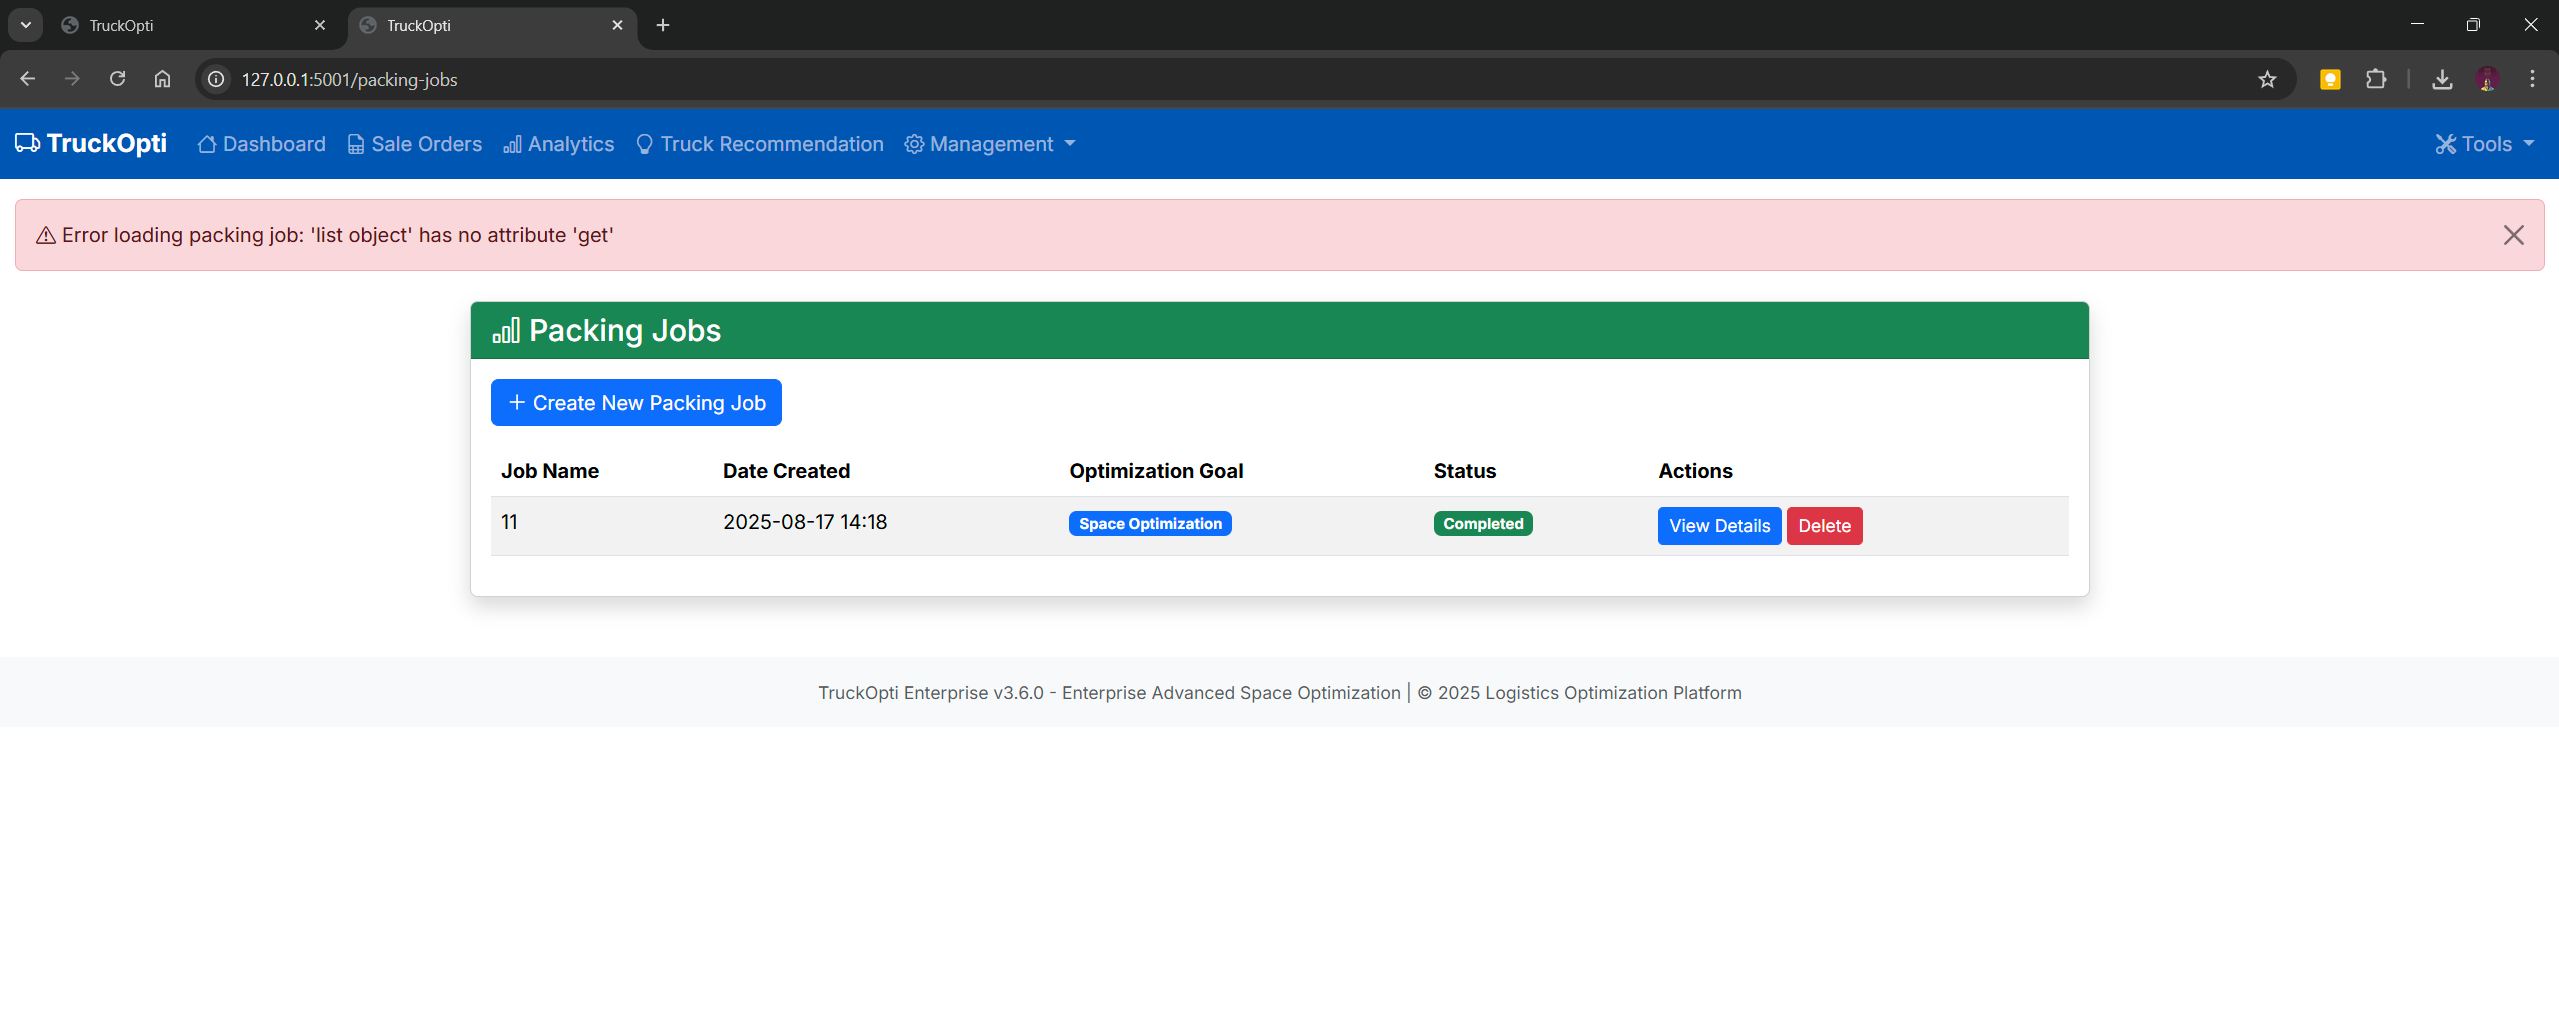 TruckOpti
TruckOpti
127.0.0.1:5001/packing-jobs
TruckOpti Dashboard Sale Orders Analytics Truck Recommendation Management Tools
Error loading packing job: 'list object' has no attribute 'get'
Packing Jobs
Create New Packing Job
Job Name Date Created Optimization Goal Status Actions
11 2025-08-17 14:18 Space Optimization Completed View Details Delete
TruckOpti Enterprise v3.6.0 - Enterprise Advanced Space Optimization | © 2025 Logistics Optimization Platform